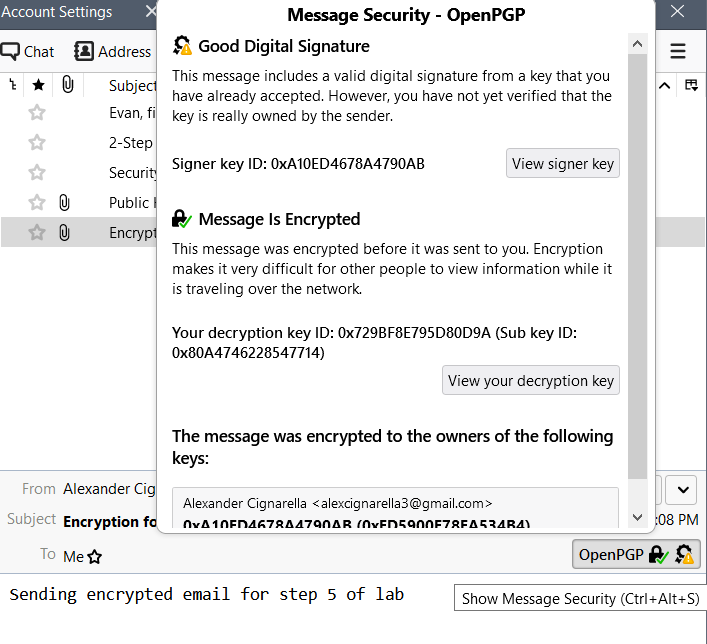 Account Settings
Message Security - OpenPGP
Chat
Address
Good Digital Signature
This message includes a valid digital signature from a key that you
have already accepted. However, you have not yet verified that the
key is really owned by the sender.
Subject
Evan, fi
2-Step
Signer key ID: 0xA10ED4678A4790AB
View signer key
Security
Public
Encrypt
Message Is Encrypted
This message was encrypted before it was sent to you. Encryption
makes it very difficult for other people to view information while it
is traveling over the network.
Your decryption key ID: 0x729BF8E795D80D9A (Sub key ID:
0x80A4746228547714)
View your decryption key
The message was encrypted to the owners of the following
keys:
Alexander Cignarella <alexcignarella3@gmail.com>
0xA10ED4678A4790AB (0xFD5900F78FA534B4)
From Alexander Cig
Subject Encryption fo
:08 PM
To Me
OpenPGP
Sending encrypted email for step 5 of lab
Show Message Security (Ctrl+Alt+S)